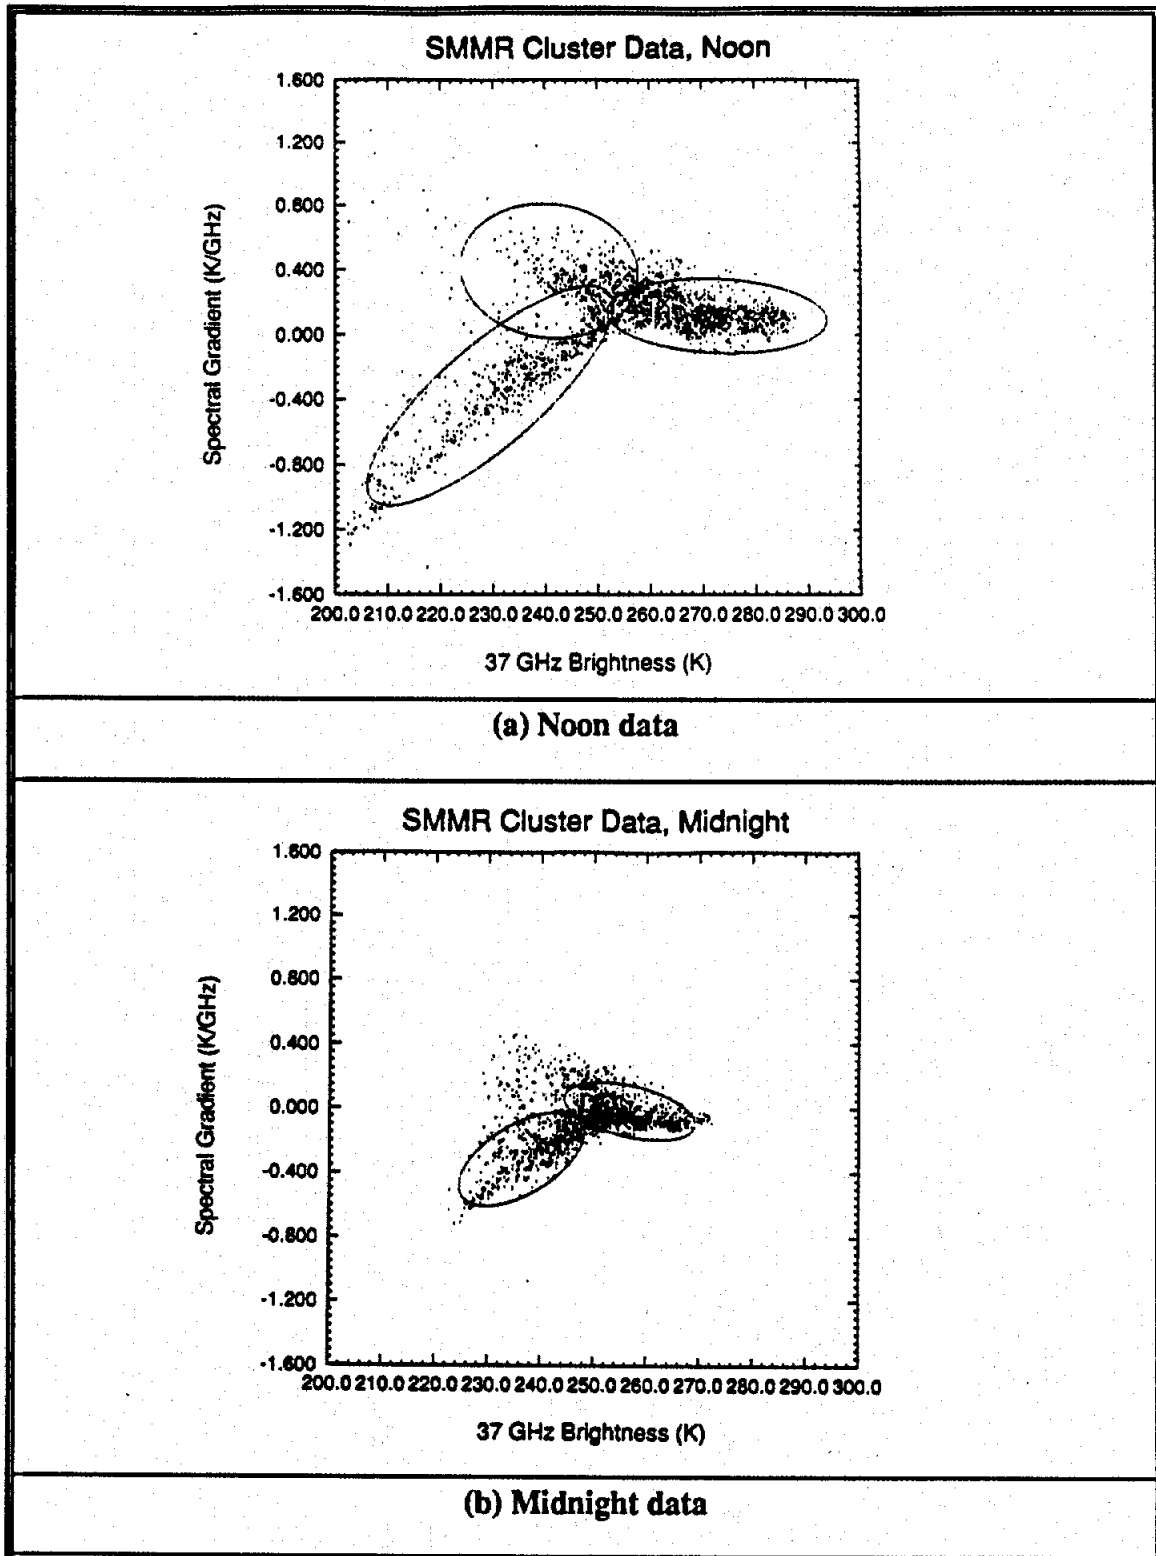 SMMR Cluster Data, Noon
1.600
1.200
0.800
0.400
0.000
-0.400
-0.800
-1.200
-1.600
Spectral Gradient (K/GHz)
200.0 210.0 220.0 230.0 240.0 250.0 260.0 270.0 280.0 290.0 300.0
37 GHz Brightness (K)
(a) Noon data
SMMR Cluster Data, Midnight
1.600
1.200
0.800
0.400
0.000
-0.400
-0.800
-1.200
-1.600
Spectral Gradient (K/GHz)
200.0 210.0 220.0 230.0 240.0 250.0 260.0 270.0 280.0 290.0 300.0
37 GHz Brightness (K)
(b) Midnight data